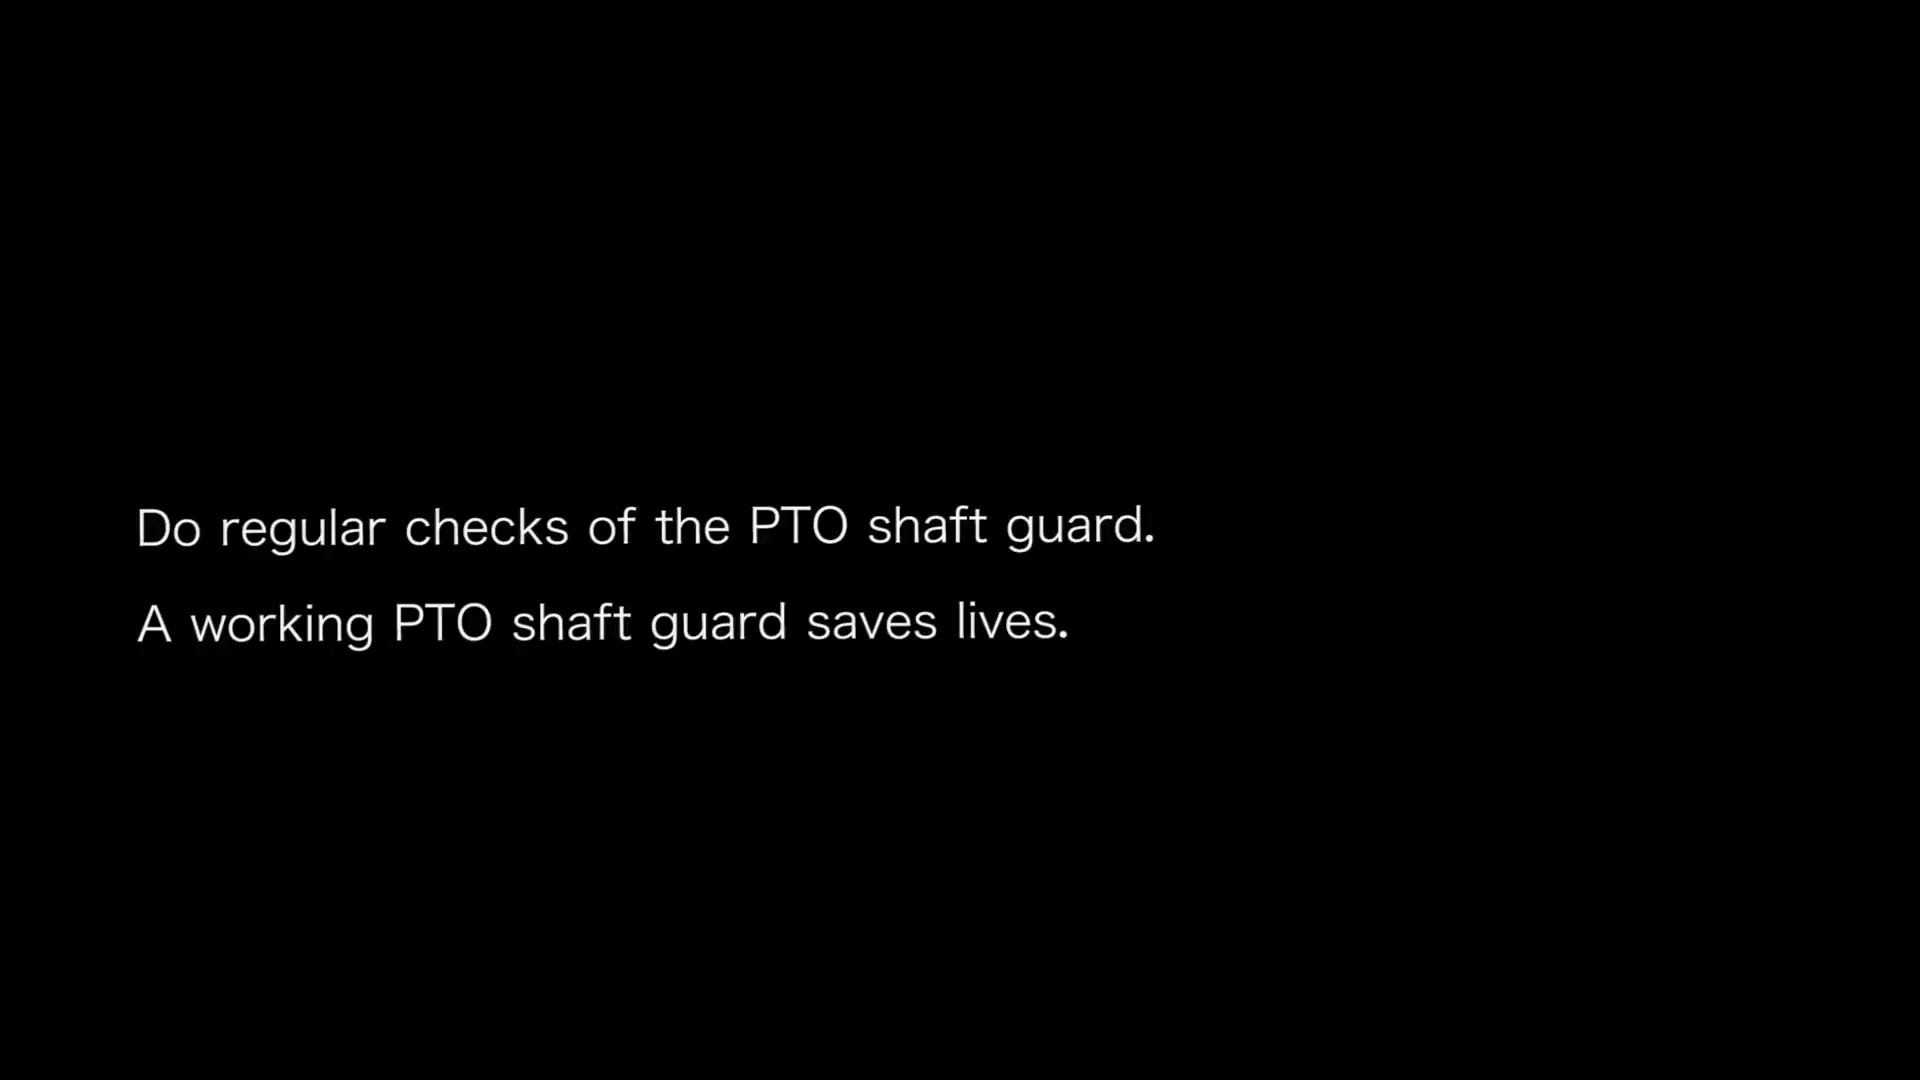 Do regular checks of the PTO shaft guard.
A working PTO shaft guard saves lives.